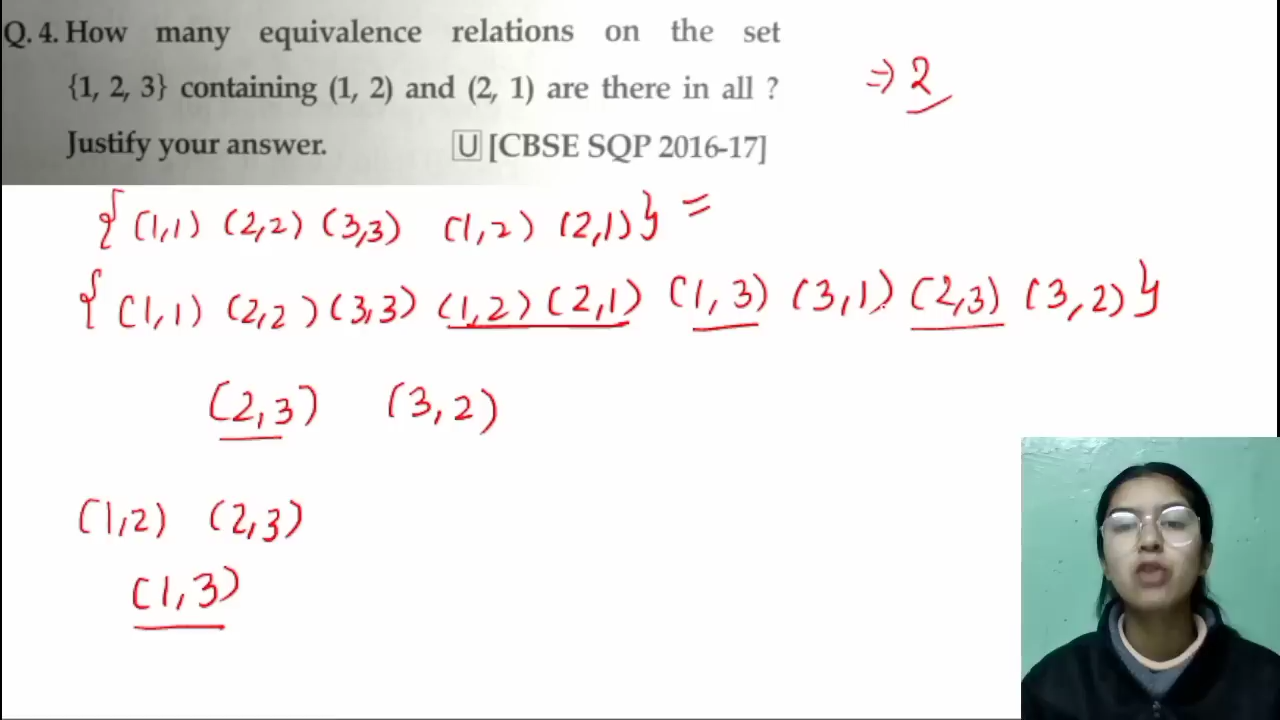 Q. 4. How many equivalence relations on the set
{1, 2, 3} containing (1, 2) and (2, 1) are there in all ?
⇒ 2
Justify your answer. U [CBSE SQP 2016-17]
{ (1,1) (2,2) (3,3) (1,2) (2,1) } =
{ (1,1) (2,2) (3,3) (1,2) (2,1) (1,3) (3,1) (2,3) (3,2) }
(2,3) (3,2)
(1,2) (2,3)
(1,3)